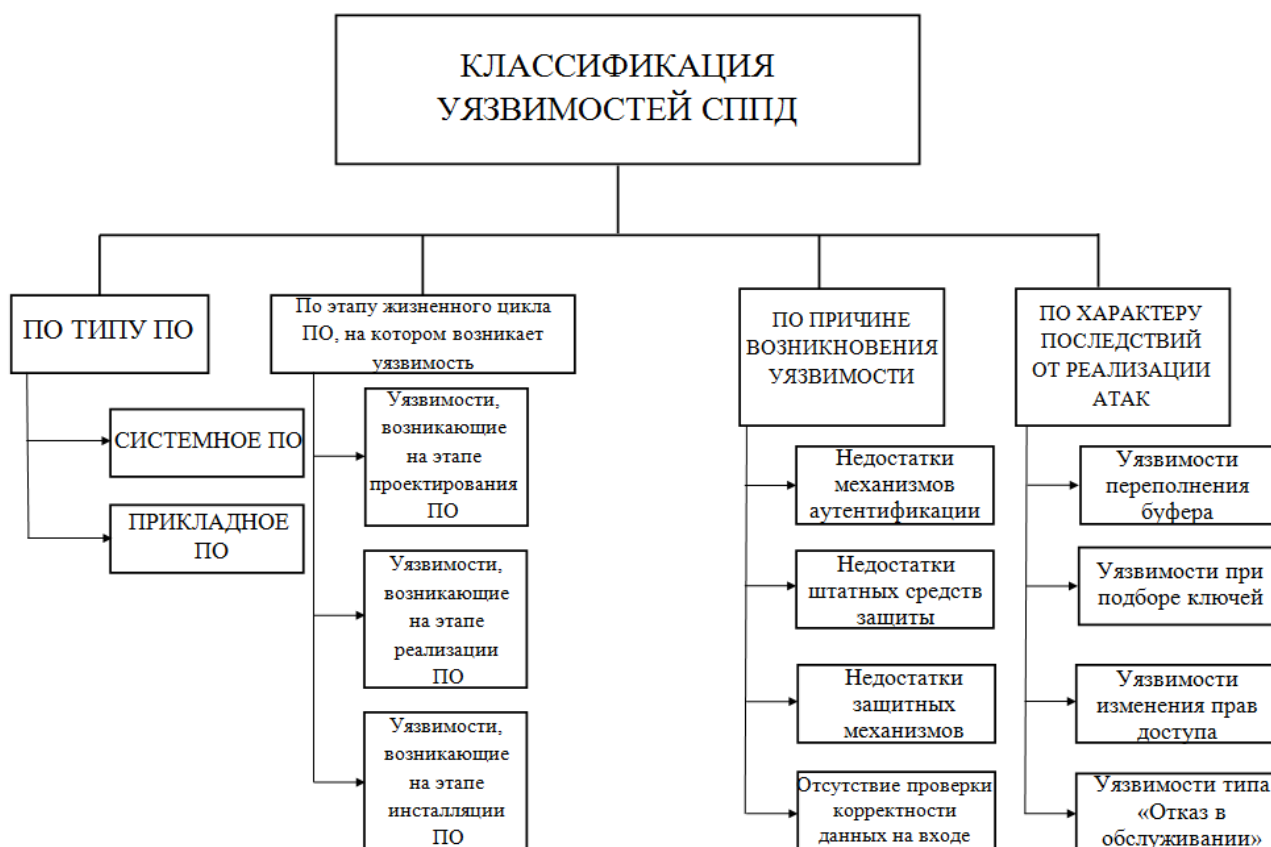 КЛАССИФИКАЦИЯ
УЯЗВИМОСТЕЙ СППД
ПО ТИПУ ПО
СИСТЕМНОЕ ПО
ПРИКЛАДНОЕ
ПО
По этапу жизненного цикла
ПО, на котором возникает
уязвимость
Уязвимости,
возникающие
на этапе
проектирования
ПО
Уязвимости,
возникающие
на этапе
реализации
ПО
Уязвимости,
возникающие
на этапе
инсталляции
ПО
ПО ПРИЧИНЕ
ВОЗНИКНОВЕНИЯ
УЯЗВИМОСТИ
Недостатки
механизмов
аутентификации
Недостатки
штатных средств
защиты
Недостатки
защитных
механизмов
Отсутствие проверки
корректности
данных на входе
ПО ХАРАКТЕРУ
ПОСЛЕДСТВИЙ
ОТ РЕАЛИЗАЦИИ
АТАК
Уязвимости
переполнения
буфера
Уязвимости при
подборе ключей
Уязвимости
изменения прав
доступа
Уязвимости типа
«Отказ в
обслуживании»